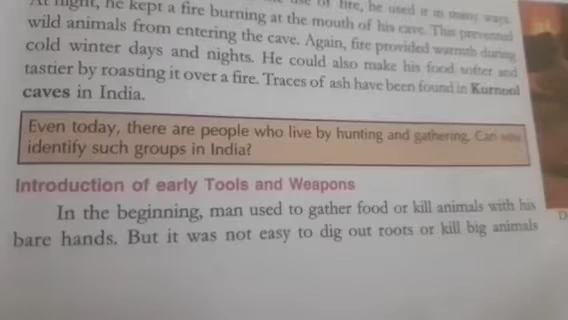 At night, he kept a fire burning at the mouth of his cave. This prevented
wild animals from entering the cave. Again, fire provided warmth during
cold winter days and nights. He could also make his food softer and
tastier by roasting it over a fire. Traces of ash have been found in Kurnool
caves in India.
Even today, there are people who live by hunting and gathering. Can you
identify such groups in India?
Introduction of early Tools and Weapons
In the beginning, man used to gather food or kill animals with his
bare hands. But it was not easy to dig out roots or kill big animals